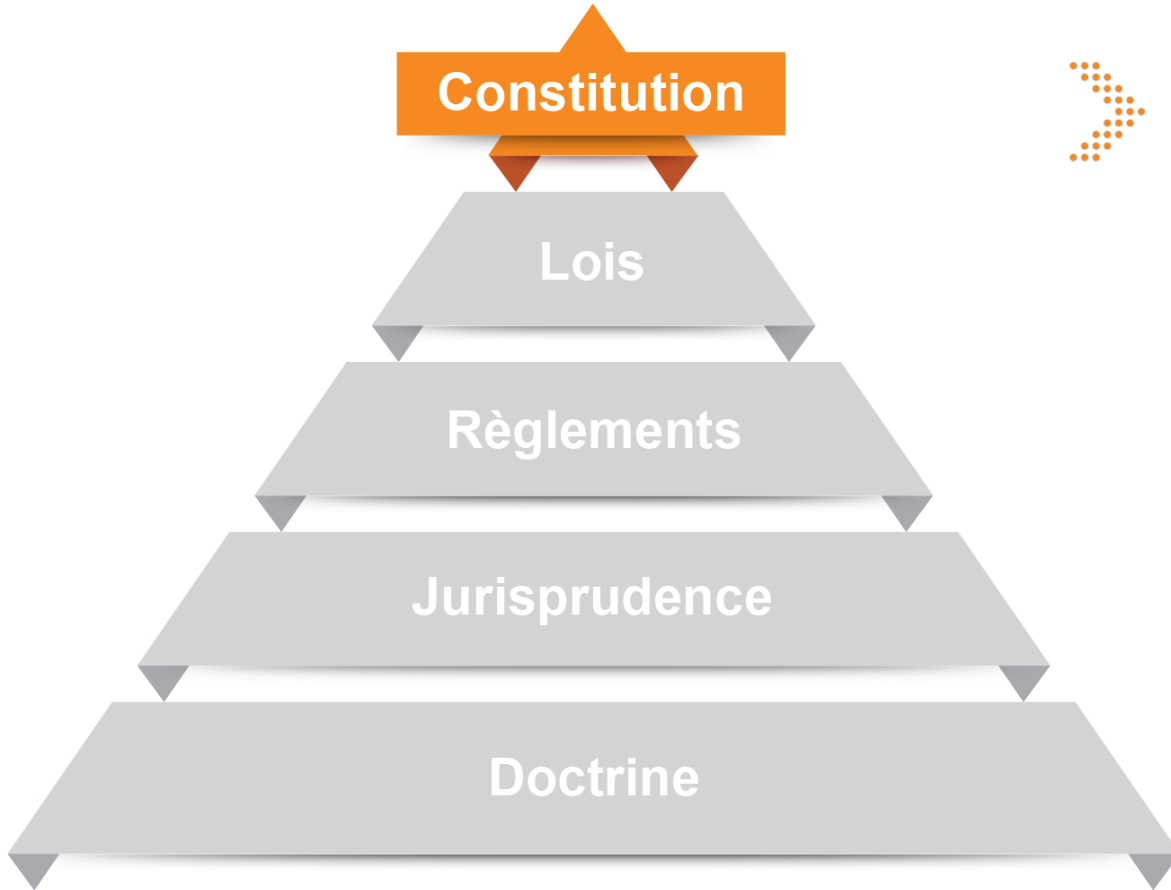 Constitution
Lois
Règlements
Jurisprudence
Doctrine